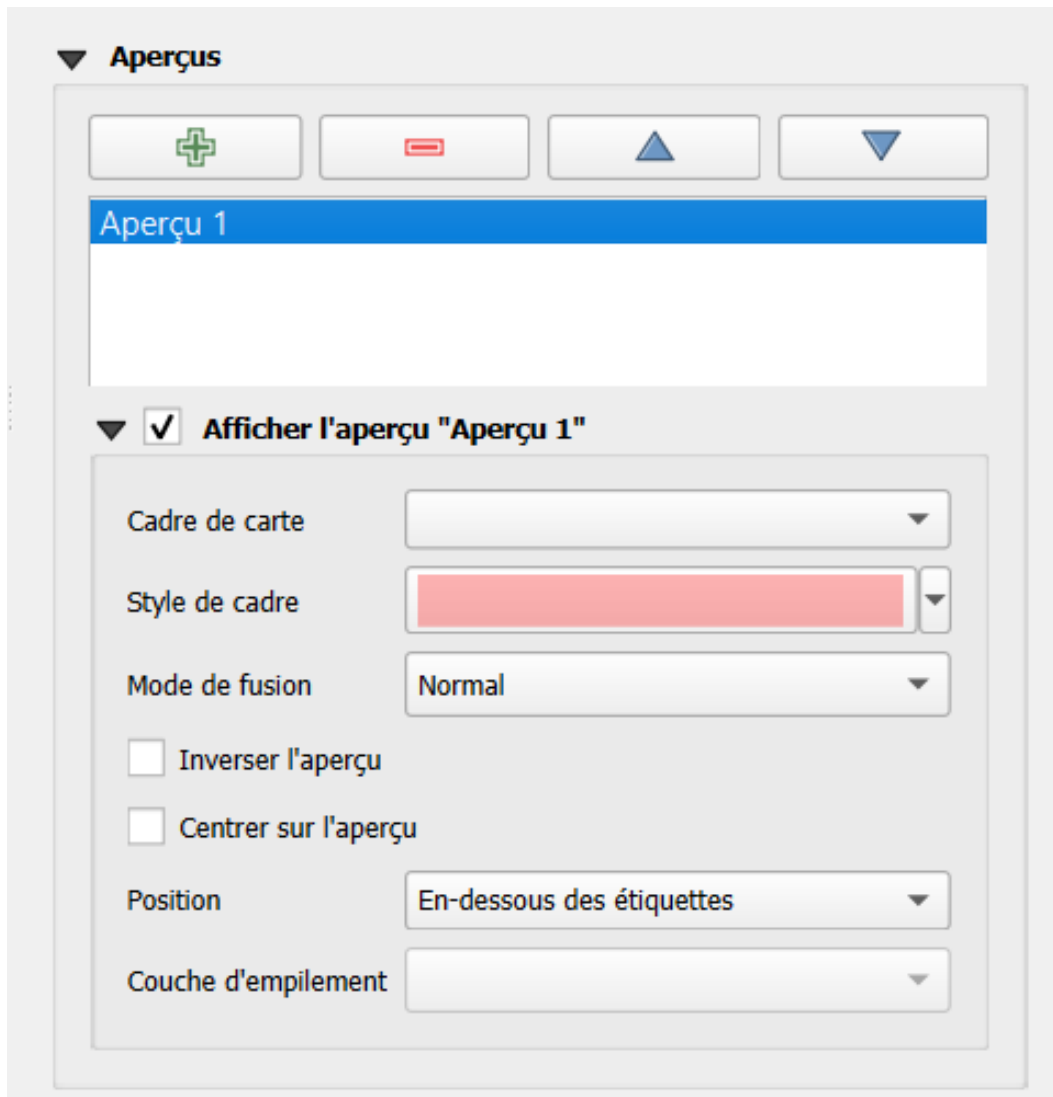 Aperçus
Aperçu 1
Afficher l'aperçu "Aperçu 1"
Cadre de carte
Style de cadre
Mode de fusion Normal
Inverser l'aperçu
Centrer sur l'aperçu
Position En-dessous des étiquettes
Couche d'empilement